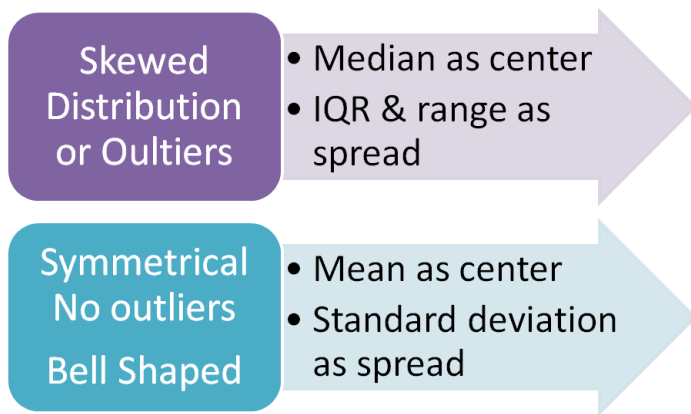 Skewed
Distribution
or Oultiers
• Median as center
• IQR & range as
spread
Symmetrical
No outliers
Bell Shaped
• Mean as center
• Standard deviation
as spread